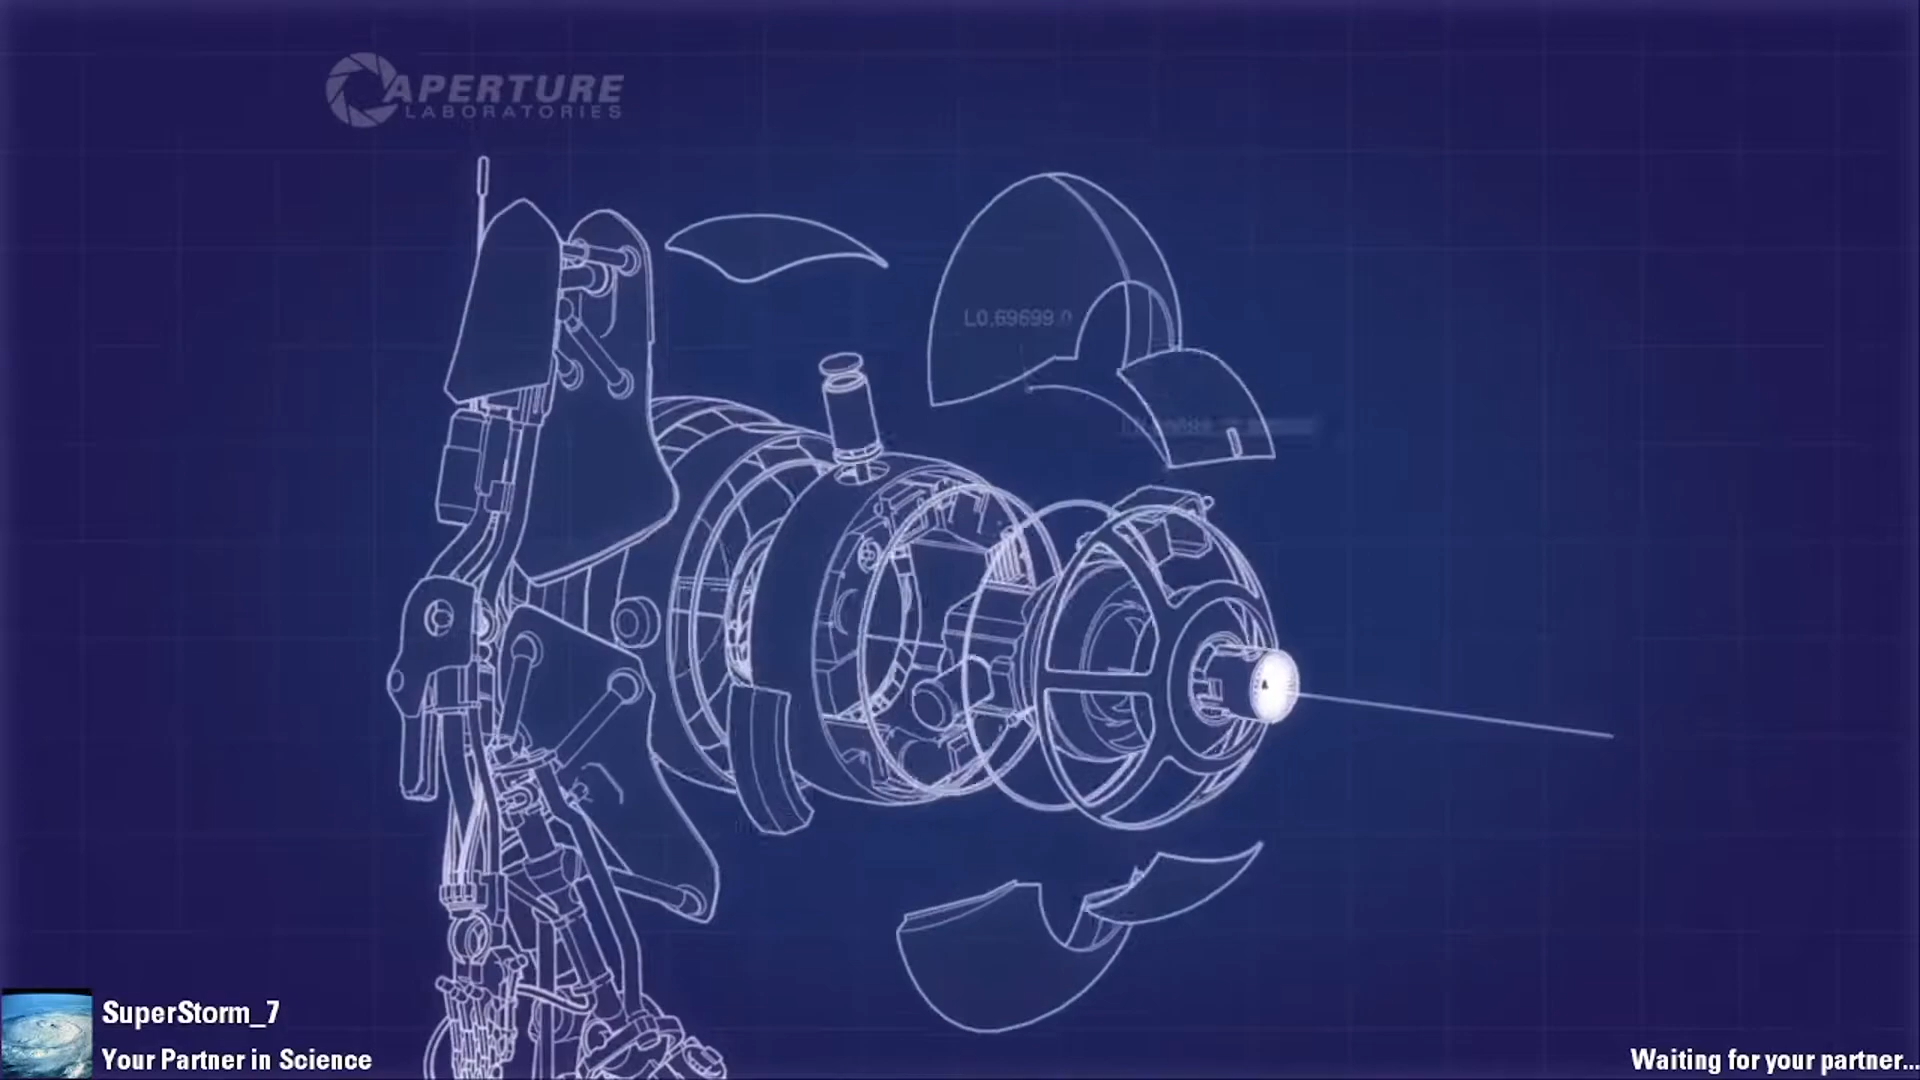 APERTURE
LABORATORIES
L0.69699.0
SuperStorm_7
Your Partner in Science
Waiting for your partner...